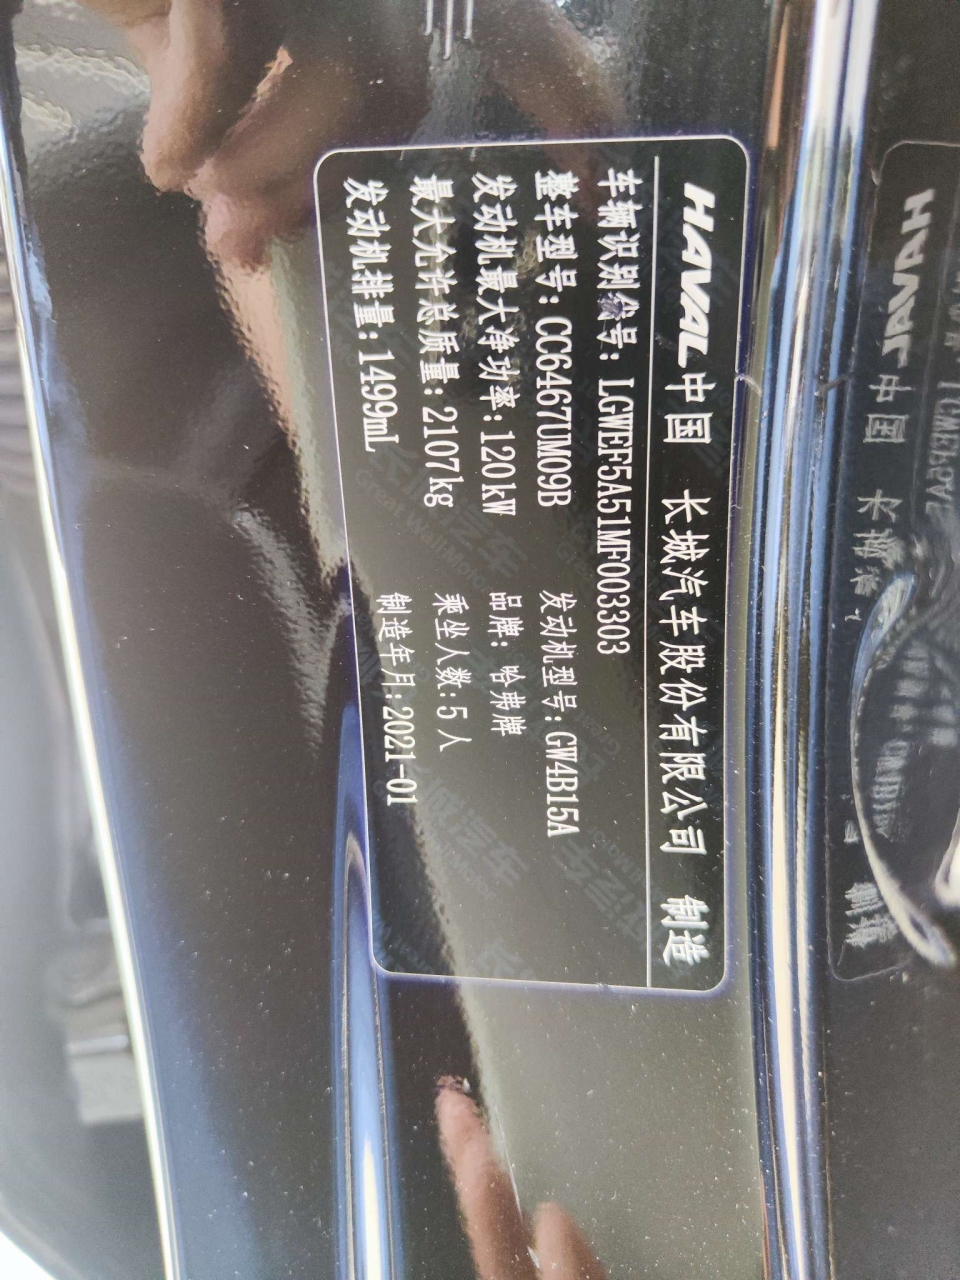 HAVAL 中国 长城汽车股份有限公司 制造
车辆识别代号: LGWEF5A51MF003303
整车型号: CC6467UM09B 发动机型号: GW4B15A
发动机最大净功率: 120kW 品牌: 哈弗牌
最大允许总质量: 2107kg 乘坐人数: 5人
发动机排量: 1499mL 制造年月: 2021-01